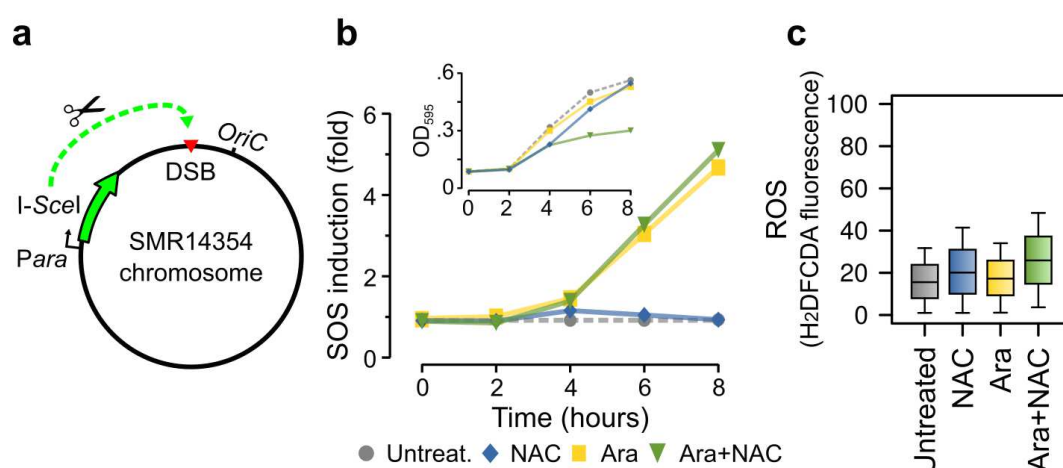 a
OriC
DSB
I-SceI
Para
SMR14354
chromosome
b
SOS induction (fold)
6
4
2
0
0 2 4 6 8
Time (hours)
OD595
.6
.3
0
0 2 4 6 8
Untreat. NAC Ara Ara+NAC
c
ROS
(H2DFCDA fluorescence)
100
80
60
40
20
0
Untreated
NAC
Ara
Ara+NAC